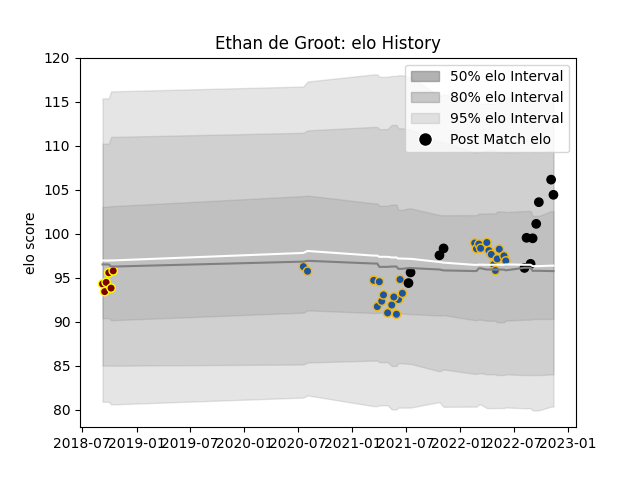 Ethan de Groot: elo History
elo score
120
115
110
105
100
95
90
85
80
50% elo Interval
80% elo Interval
95% elo Interval
Post Match elo
2018-07 2019-01 2019-07 2020-01 2020-07 2021-01 2021-07 2022-01 2022-07 2023-01